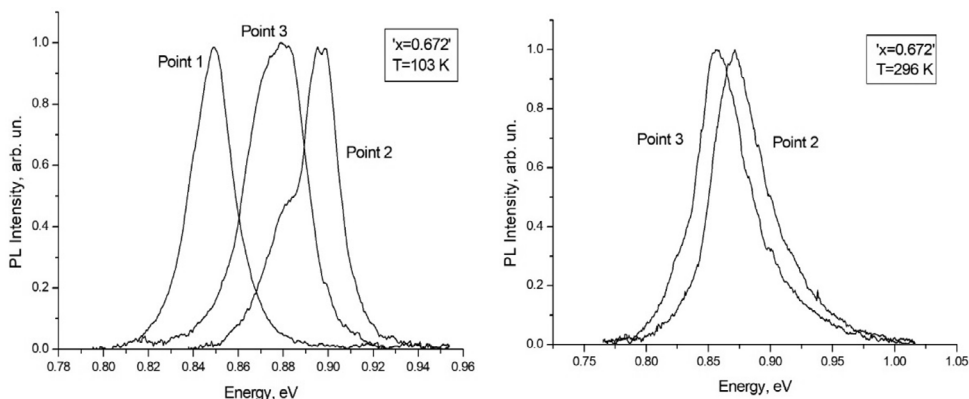 Point 3
'x=0.672'
T=103 K
Point 1
Point 2
PL Intensity, arb. un.
1.0
0.8
0.6
0.4
0.2
0.0
0.78 0.80 0.82 0.84 0.86 0.88 0.90 0.92 0.94 0.96
Energy, eV
'x=0.672'
T=296 K
Point 3
Point 2
PL Intensity, arb. un.
1.0
0.8
0.6
0.4
0.2
0.0
0.75 0.80 0.85 0.90 0.95 1.00 1.05
Energy, eV